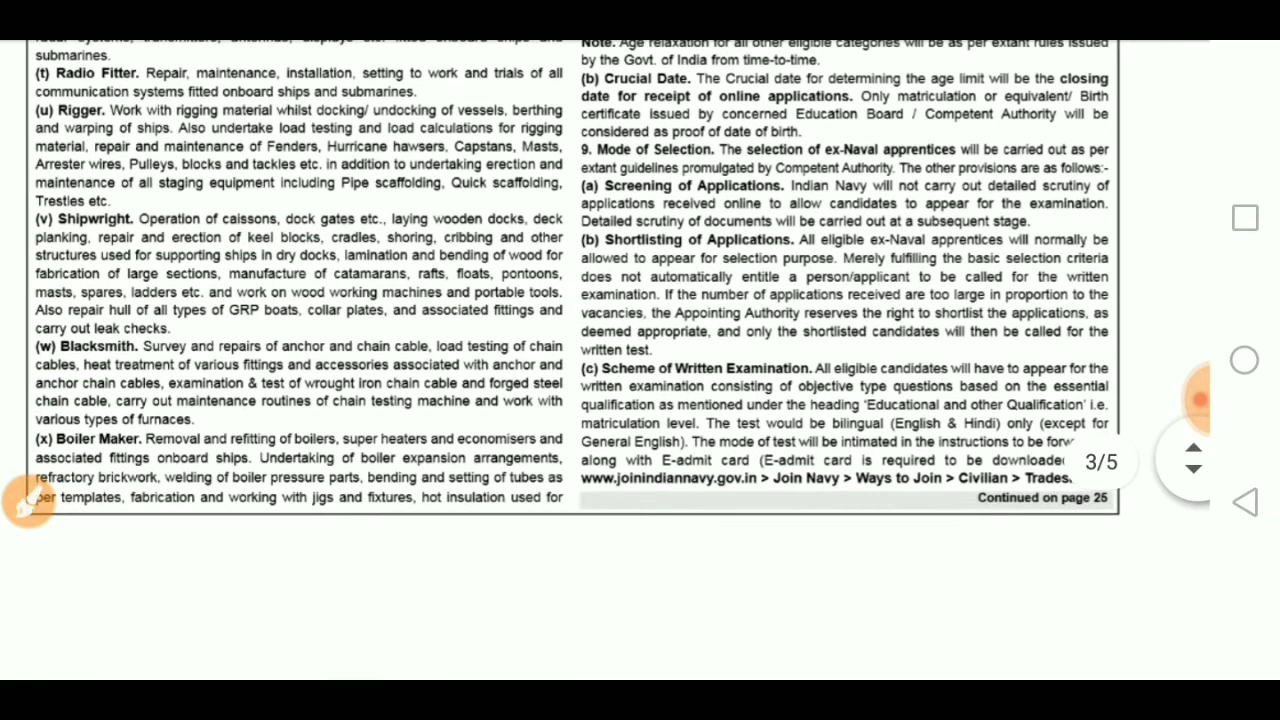 submarines.
(t) Radio Fitter. Repair, maintenance, installation, setting to work and trials of all
communication systems fitted onboard ships and submarines.
(u) Rigger. Work with rigging material whilst docking/ undocking of vessels, berthing
and warping of ships. Also undertake load testing and load calculations for rigging
material, repair and maintenance of Fenders, Hurricane hawsers, Capstans, Masts,
Arrester wires, Pulleys, blocks and tackles etc. in addition to undertaking erection and
maintenance of all staging equipment including Pipe scaffolding, Quick scaffolding,
Trestles etc.
(v) Shipwright. Operation of caissons, dock gates etc., laying wooden docks, deck
planking, repair and erection of keel blocks, cradles, shoring, cribbing and other
structures used for supporting ships in dry docks, lamination and bending of wood for
fabrication of large sections, manufacture of catamarans, rafts, floats, pontoons,
masts, spares, ladders etc. and work on wood working machines and portable tools.
Also repair hull of all types of GRP boats, collar plates, and associated fittings and
carry out leak checks.
(w) Blacksmith. Survey and repairs of anchor and chain cable, load testing of chain
cables, heat treatment of various fittings and accessories associated with anchor and
anchor chain cables, examination & test of wrought iron chain cable and forged steel
chain cable, carry out maintenance routines of chain testing machine and work with
various types of furnaces.
(x) Boiler Maker. Removal and refitting of boilers, super heaters and economisers and
associated fittings onboard ships. Undertaking of boiler expansion arrangements,
refractory brickwork, welding of boiler pressure parts, bending and setting of tubes as
per templates, fabrication and working with jigs and fixtures, hot insulation used for
Note. Age relaxation for all other eligible categories will be as per extant rules issued
by the Govt. of India from time-to-time.
(b) Crucial Date. The Crucial date for determining the age limit will be the closing
date for receipt of online applications. Only matriculation or equivalent/ Birth
certificate issued by concerned Education Board / Competent Authority will be
considered as proof of date of birth.
9. Mode of Selection. The selection of ex-Naval apprentices will be carried out as per
extant guidelines promulgated by Competent Authority. The other provisions are as follows:-
(a) Screening of Applications. Indian Navy will not carry out detailed scrutiny of
applications received online to allow candidates to appear for the examination.
Detailed scrutiny of documents will be carried out at a subsequent stage.
(b) Shortlisting of Applications. All eligible ex-Naval apprentices will normally be
allowed to appear for selection purpose. Merely fulfilling the basic selection criteria
does not automatically entitle a person/applicant to be called for the written
examination. If the number of applications received are too large in proportion to the
vacancies, the Appointing Authority reserves the right to shortlist the applications, as
deemed appropriate, and only the shortlisted candidates will then be called for the
written test.
(c) Scheme of Written Examination. All eligible candidates will have to appear for the
written examination consisting of objective type questions based on the essential
qualification as mentioned under the heading 'Educational and other Qualification' i.e.
matriculation level. The test would be bilingual (English & Hindi) only (except for
General English). The mode of test will be intimated in the instructions to be forw
along with E-admit card (E-admit card is required to be downloade
www.joinindiannavy.gov.in > Join Navy > Ways to Join > Civilian > Trades.
Continued on page 25
3/5